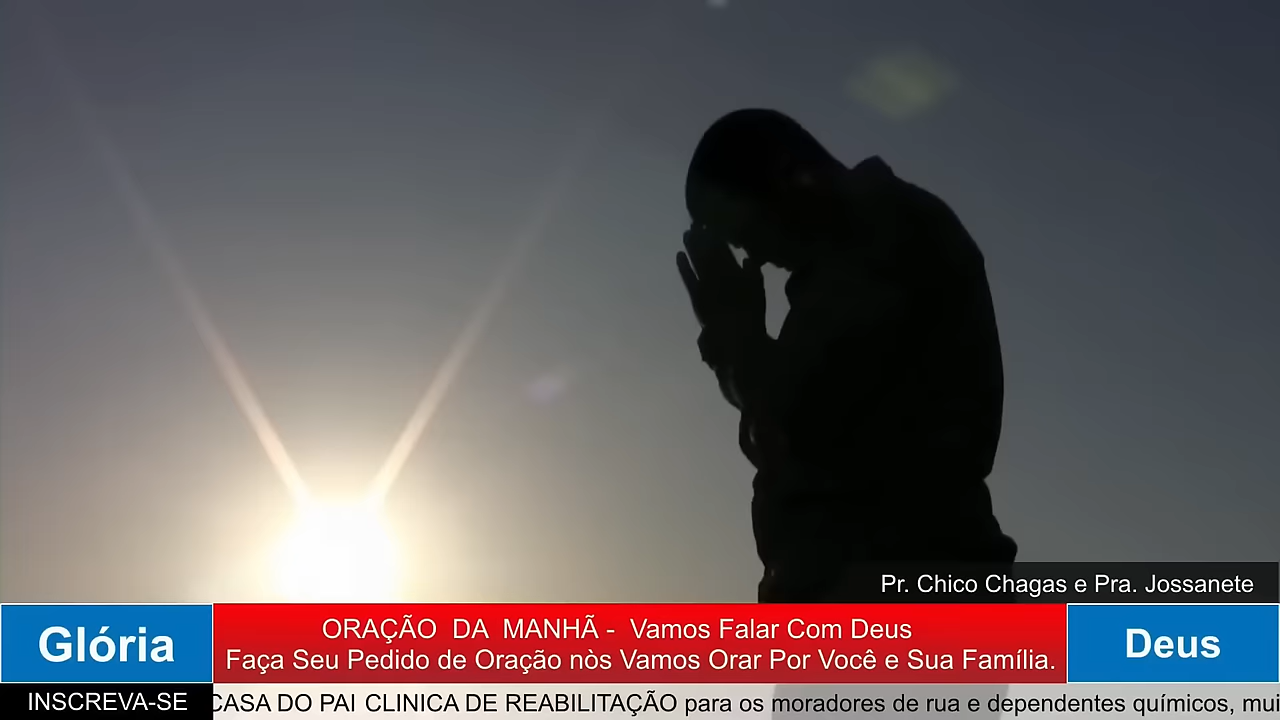 Pr. Chico Chagas e Pra. Jossanete
Glória
ORAÇÃO DA MANHÃ - Vamos Falar Com Deus
Faça Seu Pedido de Oração nòs Vamos Orar Por Você e Sua Família.
Deus
INSCREVA-SE
CASA DO PAI CLINICA DE REABILITAÇÃO para os moradores de rua e dependentes químicos, mui